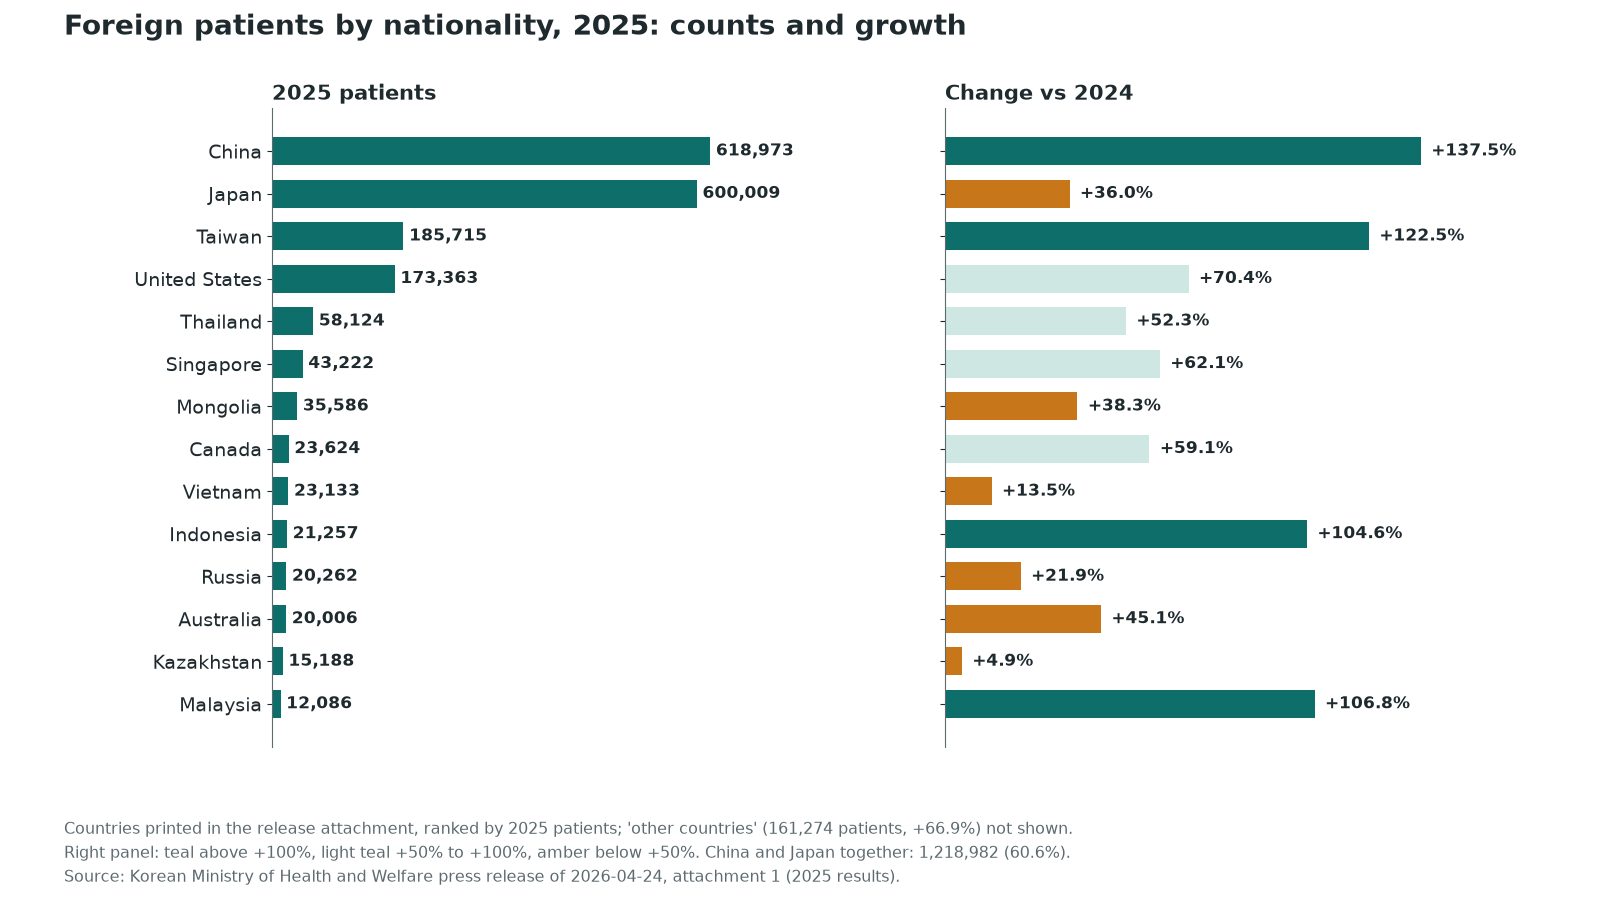 Foreign patients by nationality, 2025: counts and growth
2025 patients
China 618,973
Japan 600,009
Taiwan 185,715
United States 173,363
Thailand 58,124
Singapore 43,222
Mongolia 35,586
Canada 23,624
Vietnam 23,133
Indonesia 21,257
Russia 20,262
Australia 20,006
Kazakhstan 15,188
Malaysia 12,086
Change vs 2024
+137.5%
+36.0%
+122.5%
+70.4%
+52.3%
+62.1%
+38.3%
+59.1%
+13.5%
+104.6%
+21.9%
+45.1%
+4.9%
+106.8%
Countries printed in the release attachment, ranked by 2025 patients; 'other countries' (161,274 patients, +66.9%) not shown.
Right panel: teal above +100%, light teal +50% to +100%, amber below +50%. China and Japan together: 1,218,982 (60.6%).
Source: Korean Ministry of Health and Welfare press release of 2026-04-24, attachment 1 (2025 results).